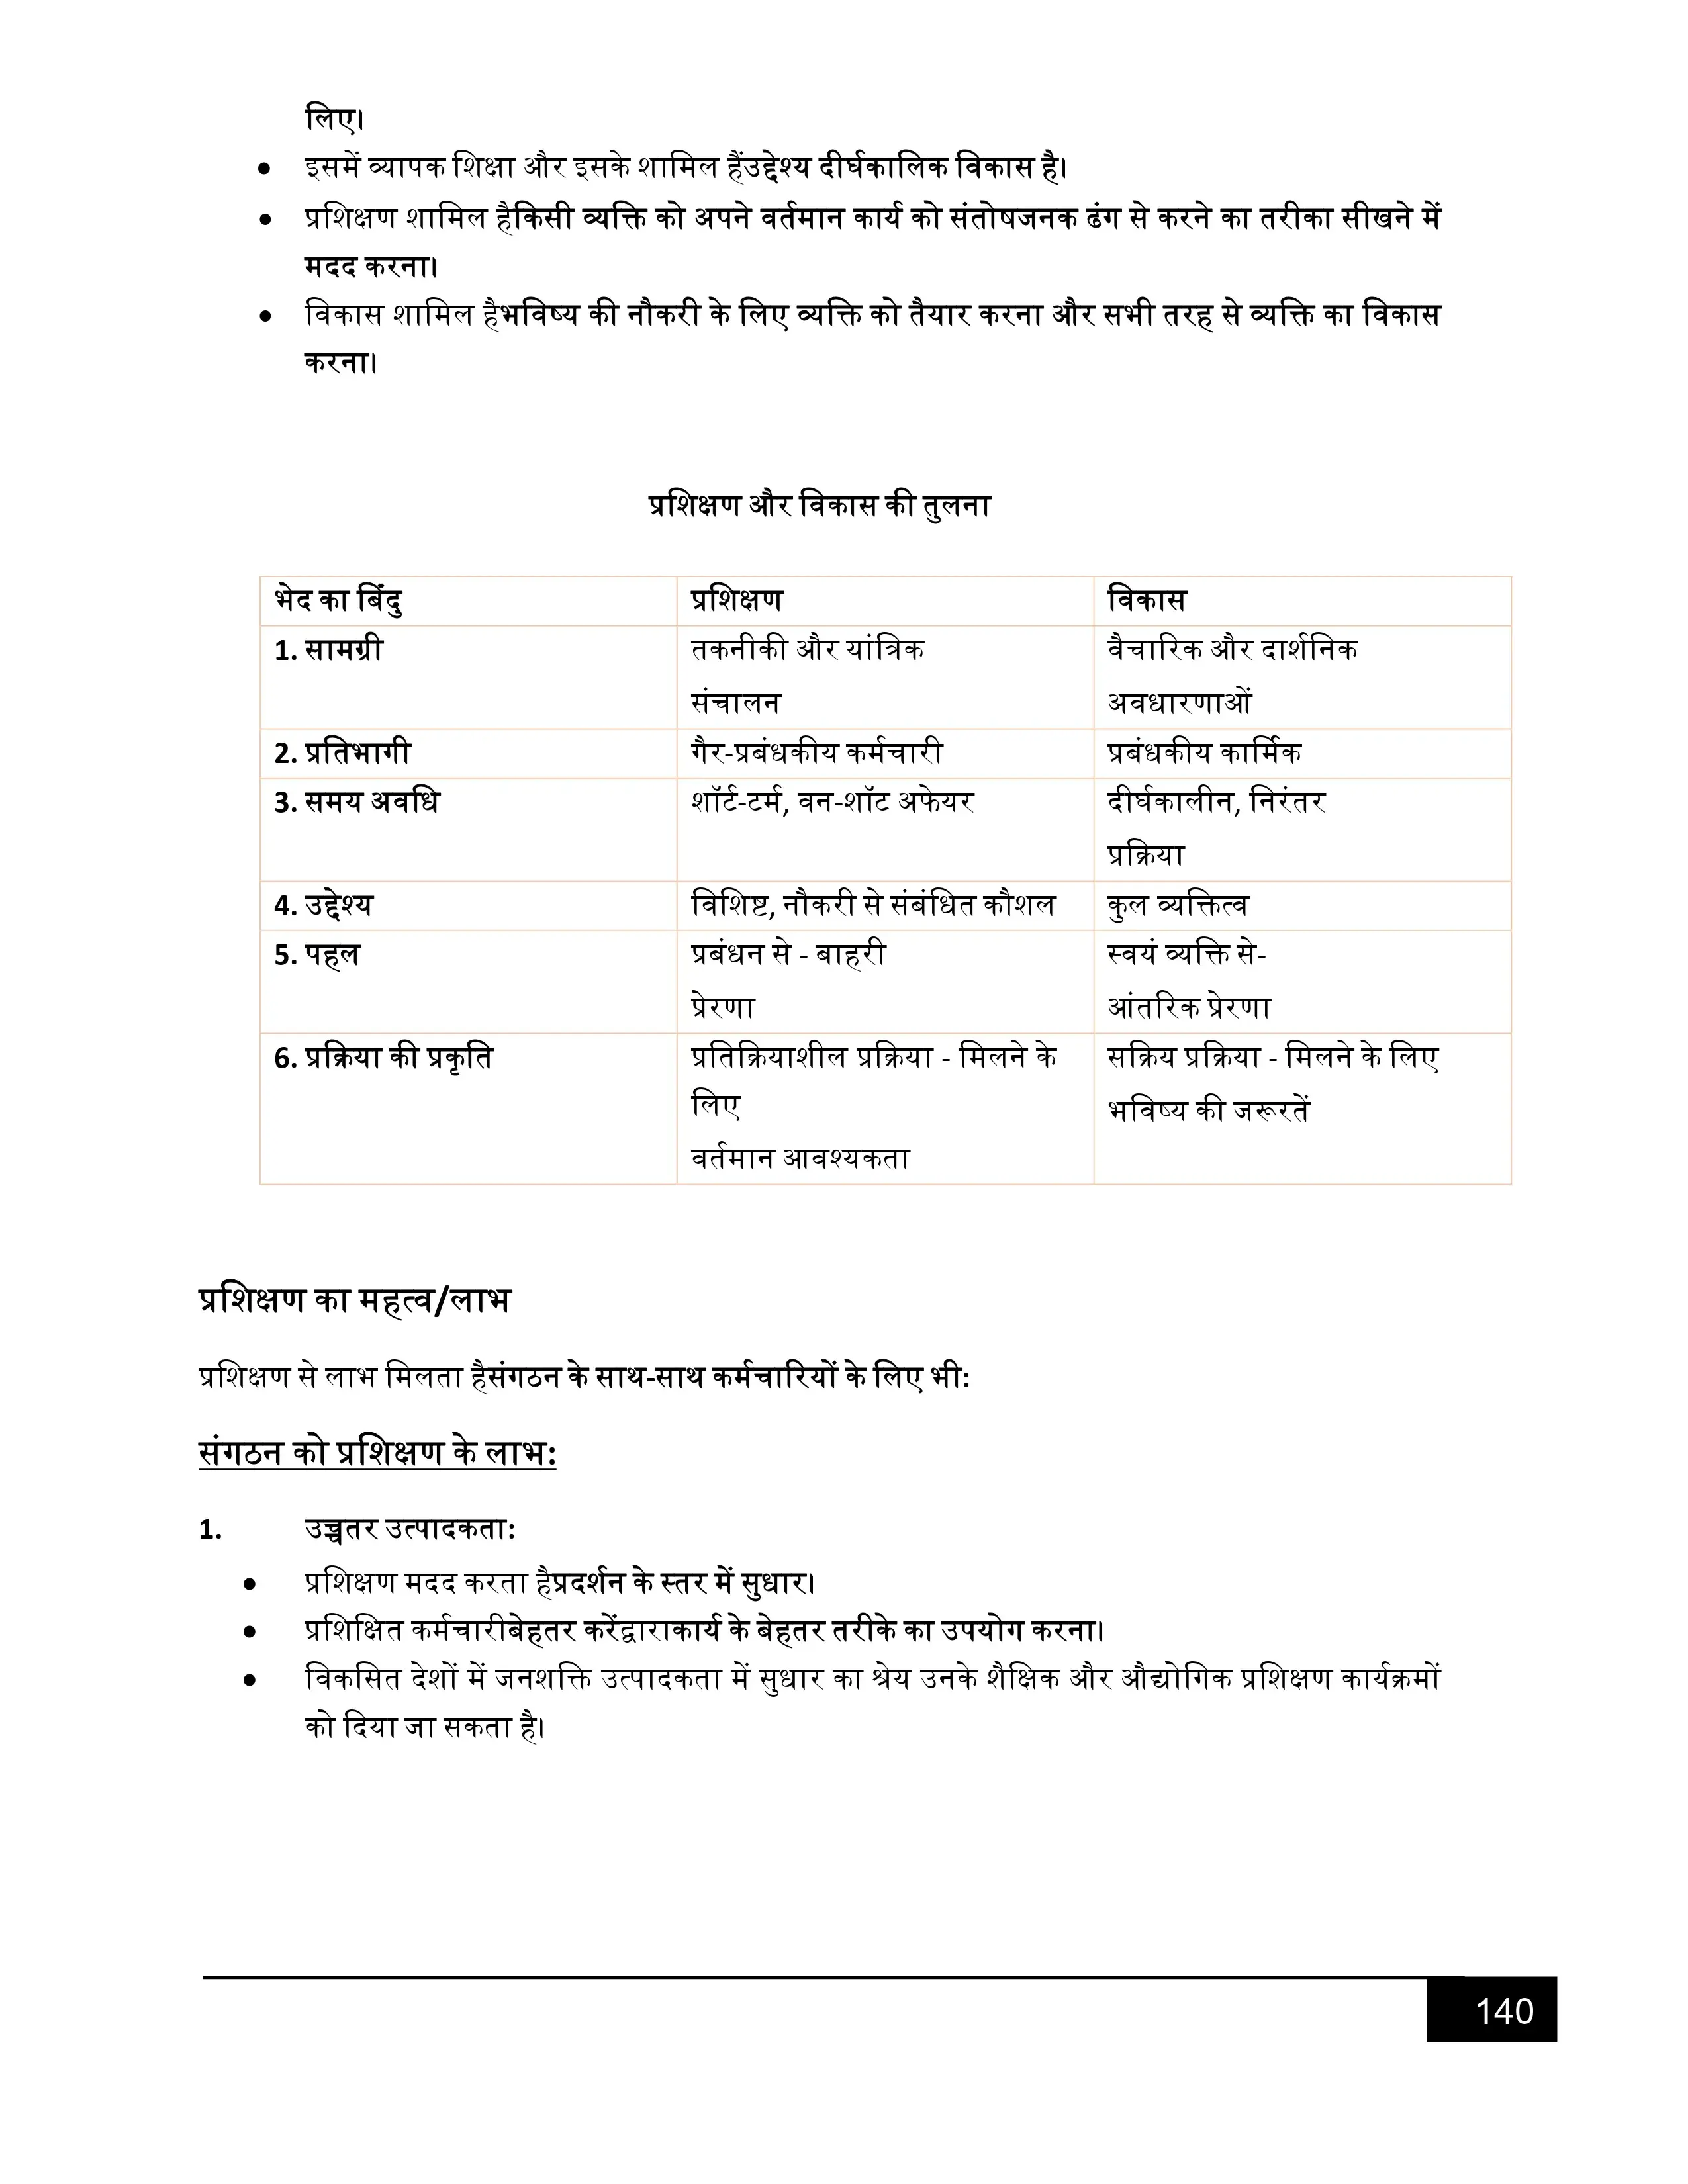 लिए।
• इसमें व्यापक शिक्षा और इसके शामिल हैंउद्देश्य दीर्घकालिक विकास है।
• प्रशिक्षण शामिल हैकिसी व्यक्ति को अपने वर्तमान कार्य को संतोषजनक ढंग से करने का तरीका सीखने में
मदद करना।
• विकास शामिल हैभविष्य की नौकरी के लिए व्यक्ति को तैयार करना और सभी तरह से व्यक्ति का विकास
करना।
प्रशिक्षण और विकास की तुलना
भेद का बिंदु प्रशिक्षण विकास
1. सामग्री तकनीकी और यांत्रिक वैचारिक और दार्शनिक
संचालन अवधारणाओं
2. प्रतिभागी गैर-प्रबंधकीय कर्मचारी प्रबंधकीय कार्मिक
3. समय अवधि शॉर्ट-टर्म, वन-शॉट अफेयर दीर्घकालीन, निरंतर
प्रक्रिया
4. उद्देश्य विशिष्ट, नौकरी से संबंधित कौशल कुल व्यक्तित्व
5. पहल प्रबंधन से - बाहरी स्वयं व्यक्ति से-
प्रेरणा आंतरिक प्रेरणा
6. प्रक्रिया की प्रकृति प्रतिक्रियाशील प्रक्रिया - मिलने के सक्रिय प्रक्रिया - मिलने के लिए
लिए भविष्य की जरूरतें
वर्तमान आवश्यकता
प्रशिक्षण का महत्व/लाभ
प्रशिक्षण से लाभ मिलता हैसंगठन के साथ-साथ कर्मचारियों के लिए भी:
संगठन को प्रशिक्षण के लाभ:
1. उच्चतर उत्पादकता:
• प्रशिक्षण मदद करता हैप्रदर्शन के स्तर में सुधार।
• प्रशिक्षित कर्मचारीबेहतर करेंद्वाराकार्य के बेहतर तरीके का उपयोग करना।
• विकसित देशों में जनशक्ति उत्पादकता में सुधार का श्रेय उनके शैक्षिक और औद्योगिक प्रशिक्षण कार्यक्रमों
को दिया जा सकता है।
140